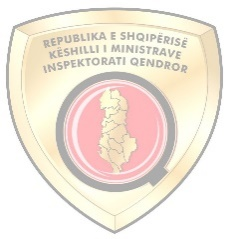 REPUBLIKA E SHQIPËRISË
KËSHILLI I MINISTRAVE
INSPEKTORATI QENDROR